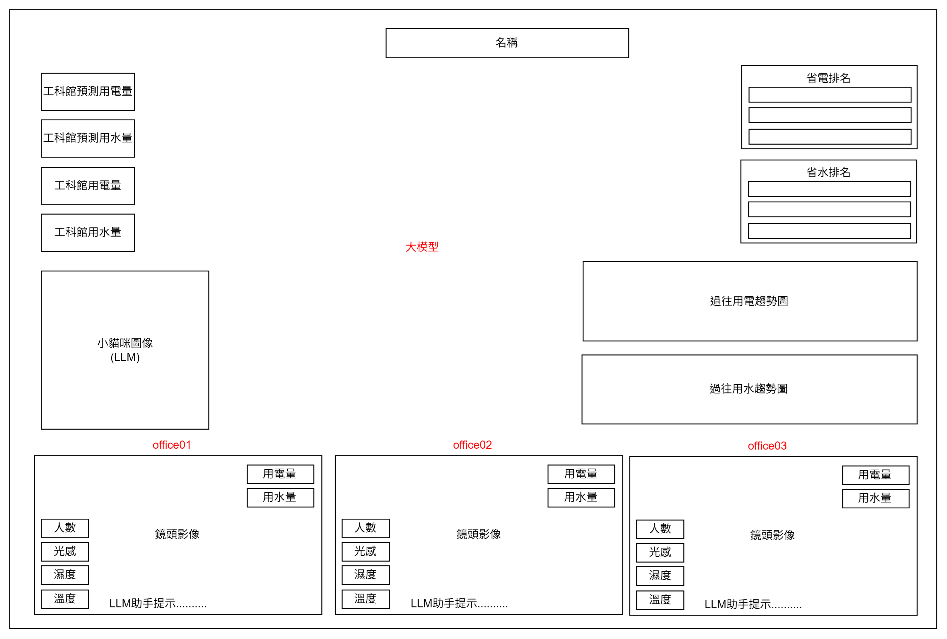 名稱
工科館預測用電量
工科館預測用水量
工科館用電量
工科館用水量
省電排名
省水排名
大模型
小貓咪圖像
(LLM)
過往用電趨勢圖
過往用水趨勢圖
office01
用電量
用水量
人數
光感
濕度
溫度
鏡頭影像
LLM助手提示..........
office02
用電量
用水量
人數
光感
濕度
溫度
鏡頭影像
LLM助手提示..........
office03
用電量
用水量
人數
光感
濕度
溫度
鏡頭影像
LLM助手提示..........